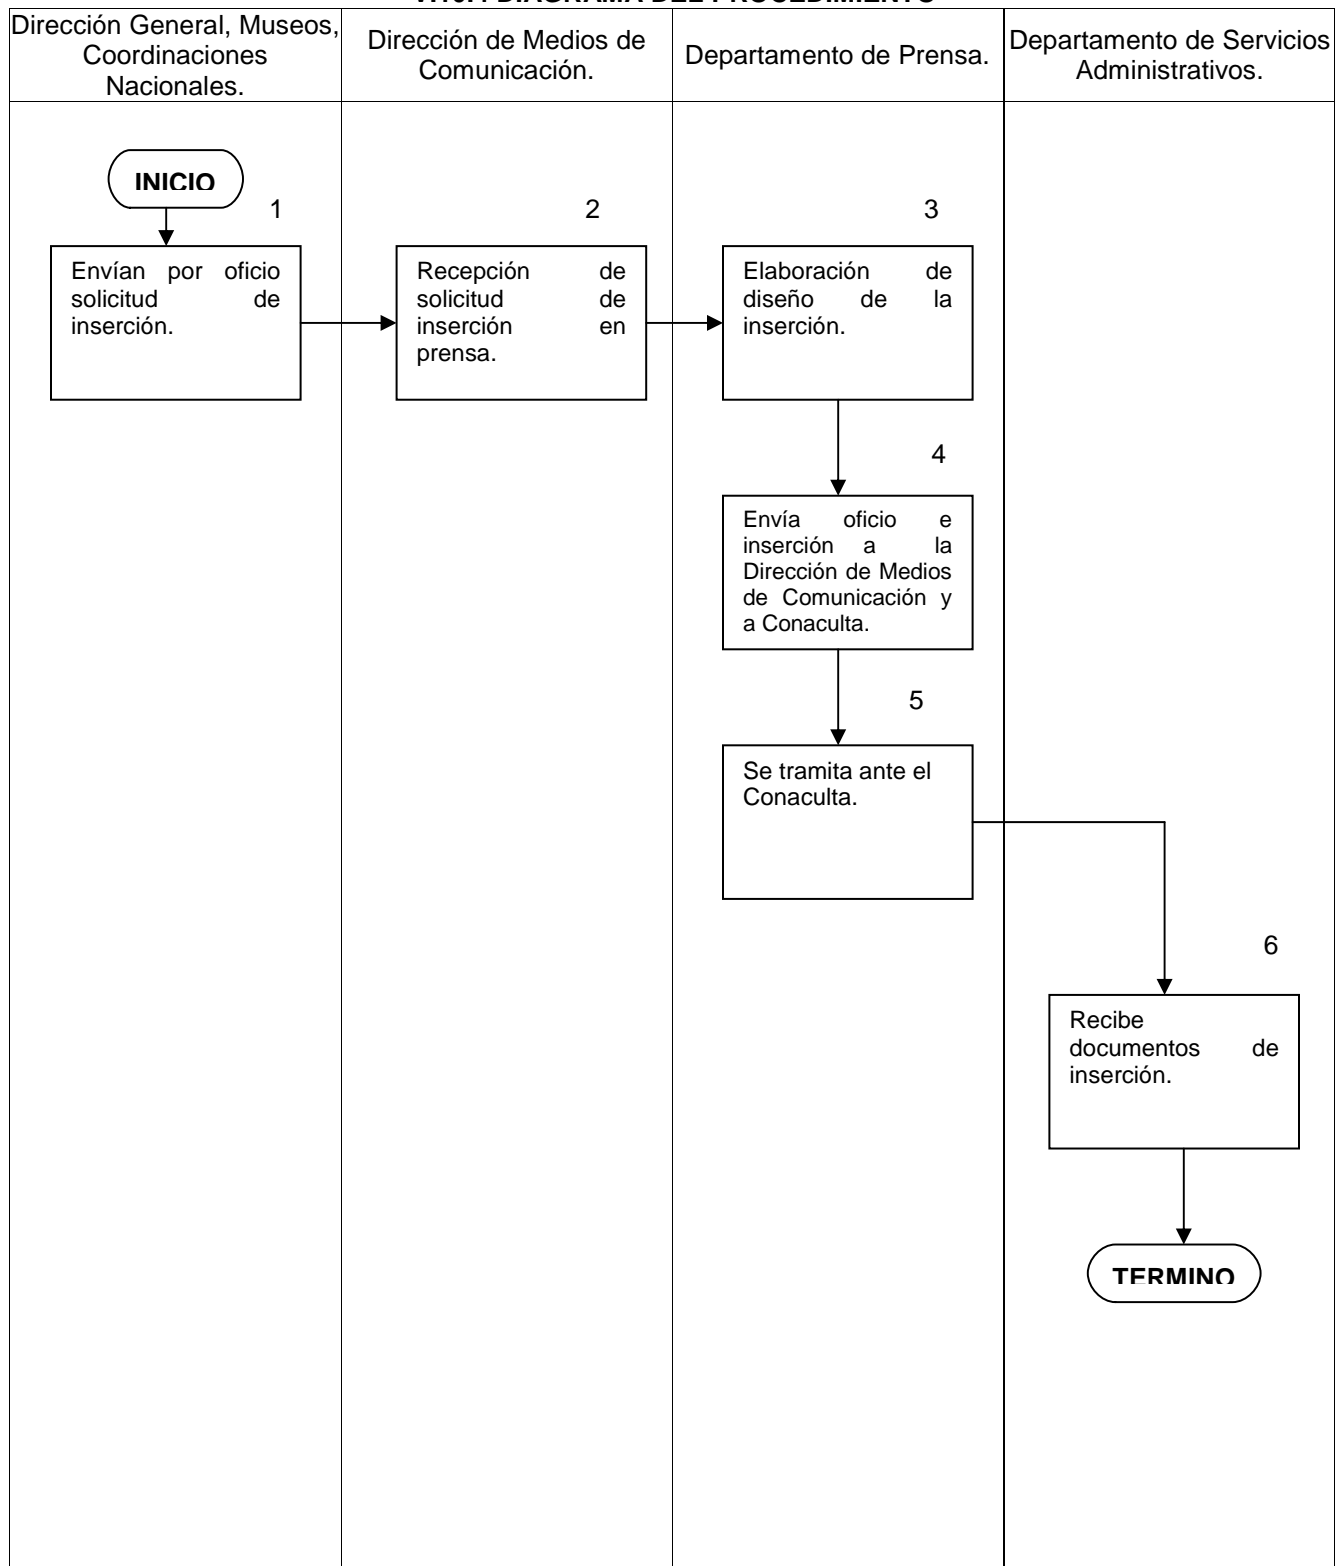 DIAGRAMA DEL PROCEDIMIENTO
Dirección General, Museos,
Coordinaciones
Nacionales.
Dirección de Medios de
Comunicación.
Departamento de Prensa.
Departamento de Servicios
Administrativos.
INICIO
1
2
3
Envían por oficio
solicitud de
inserción.
Recepción de
solicitud de
inserción en
prensa.
Elaboración de
diseño de la
inserción.
4
Envía oficio e
inserción a la
Dirección de Medios
de Comunicación y
a Conaculta.
5
Se tramita ante el
Conaculta.
6
Recibe
documentos de
inserción.
TERMINO